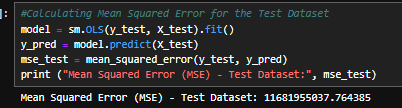 ]: #Calculating Mean Squared Error for the Test Dataset
model = sm.OLS(y_test, X_test).fit()
y_pred = model.predict(X_test)
mse_test = mean_squared_error(y_test, y_pred)
print ("Mean Squared Error (MSE) - Test Dataset:", mse_test)
Mean Squared Error (MSE) - Test Dataset: 11681955037.764385